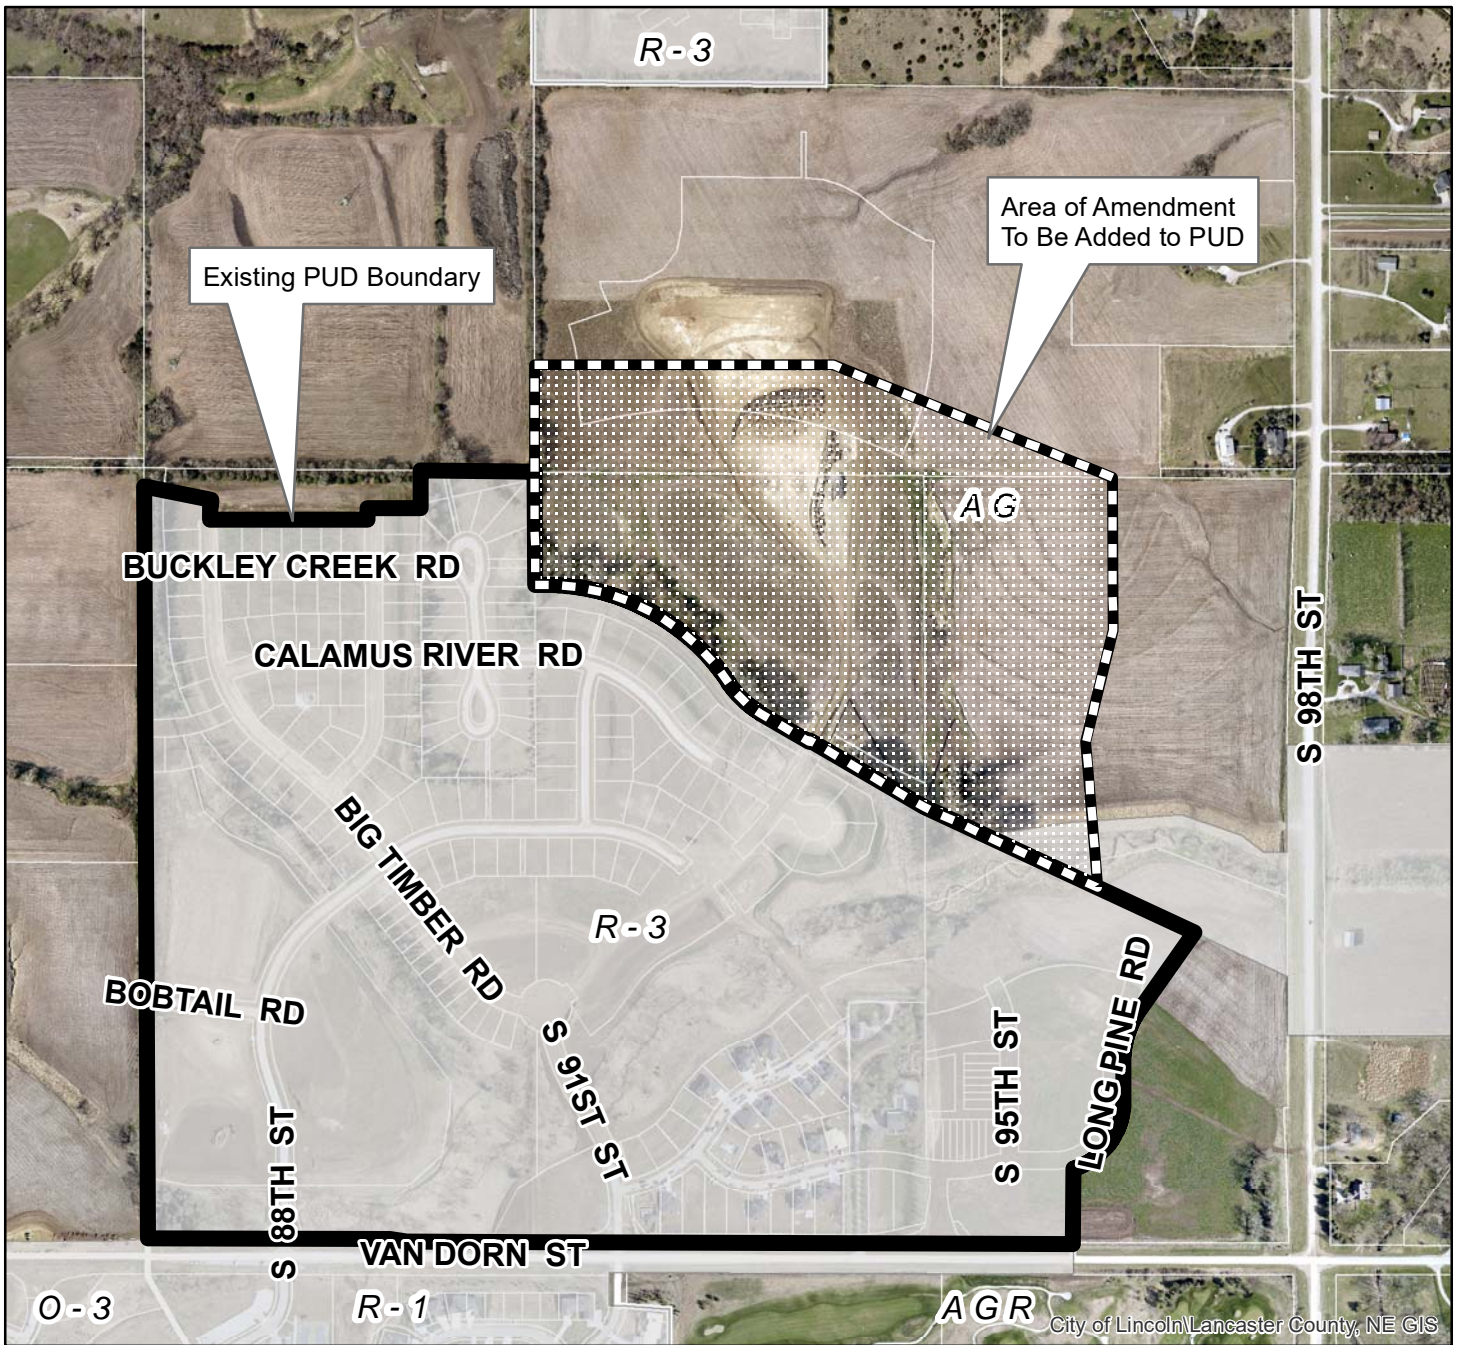 R - 3
Area of Amendment
To Be Added to PUD
Existing PUD Boundary
A G
BUCKLEY CREEK RD
CALAMUS RIVER RD
S 98TH ST
BIG TIMBER RD
R - 3
LONG PINE RD
BOBTAIL RD
S 95TH ST
S 91ST ST
S 88TH ST
VAN DORN ST
O - 3
R - 1
A G R
City of Lincoln\Lancaster County, NE GIS